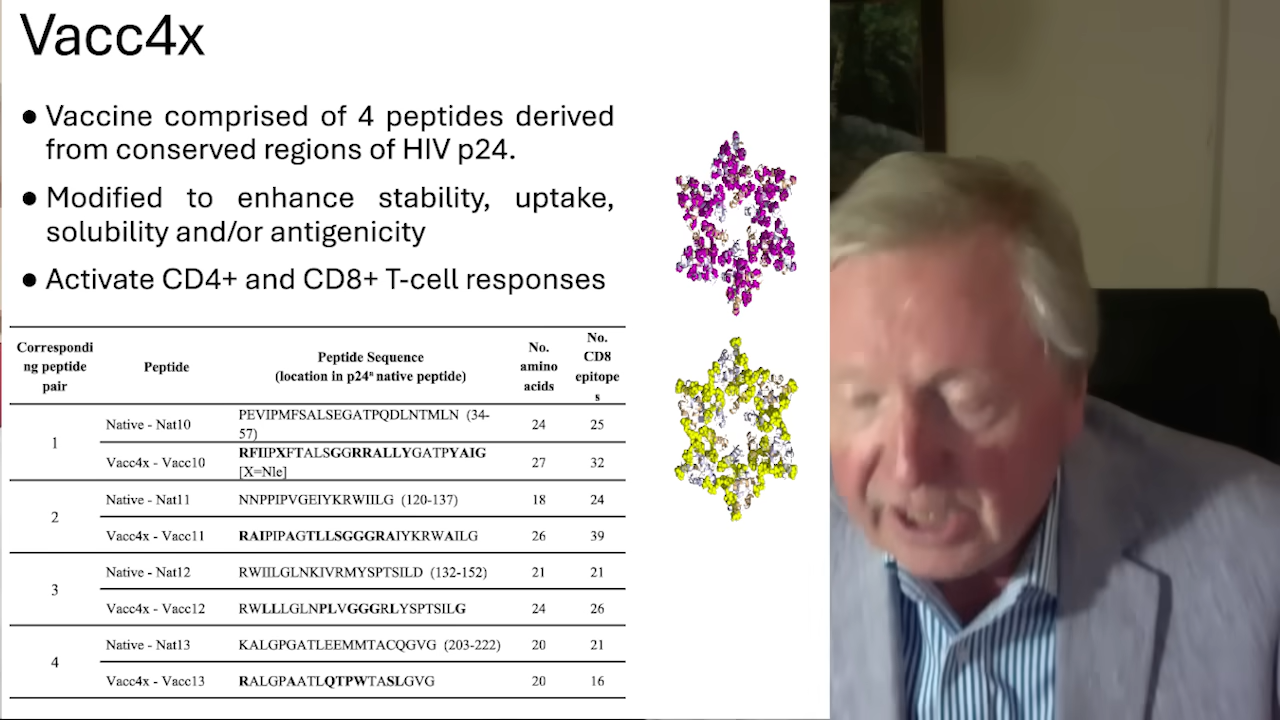 Vacc4x
● Vaccine comprised of 4 peptides derived
from conserved regions of HIV p24.
● Modified to enhance stability, uptake,
solubility and/or antigenicity
● Activate CD4+ and CD8+ T-cell responses
Correspondi
ng peptide
pair
Peptide
Peptide Sequence
(location in p24ª native peptide)
No.
amino
acids
No.
CD8
epitope
s
1
Native - Nat10
PEVIPMFSALSEGATPQDLNTMLN (34-
57)
24
25
Vacc4x - Vacc10
RFIIPXFTALSGGRRALLYGATPYAIG
[X=Nle]
27
32
2
Native - Nat11
NNPPIPVGEIYKRWIILG (120-137)
18
24
Vacc4x - Vacc11
RAIPIPAGTLLSGGGRAIYKRWAILG
26
39
3
Native - Nat12
RWIILGLNKIVRMYSPTSILD (132-152)
21
21
Vacc4x - Vacc12
RWLLLGLNPLVGGGRLYSPTSILG
24
26
4
Native - Nat13
KALGPGATLEEMMTACQGVG (203-222)
20
21
Vacc4x - Vacc13
RALGPAATLQTPWTASLGVG
20
16